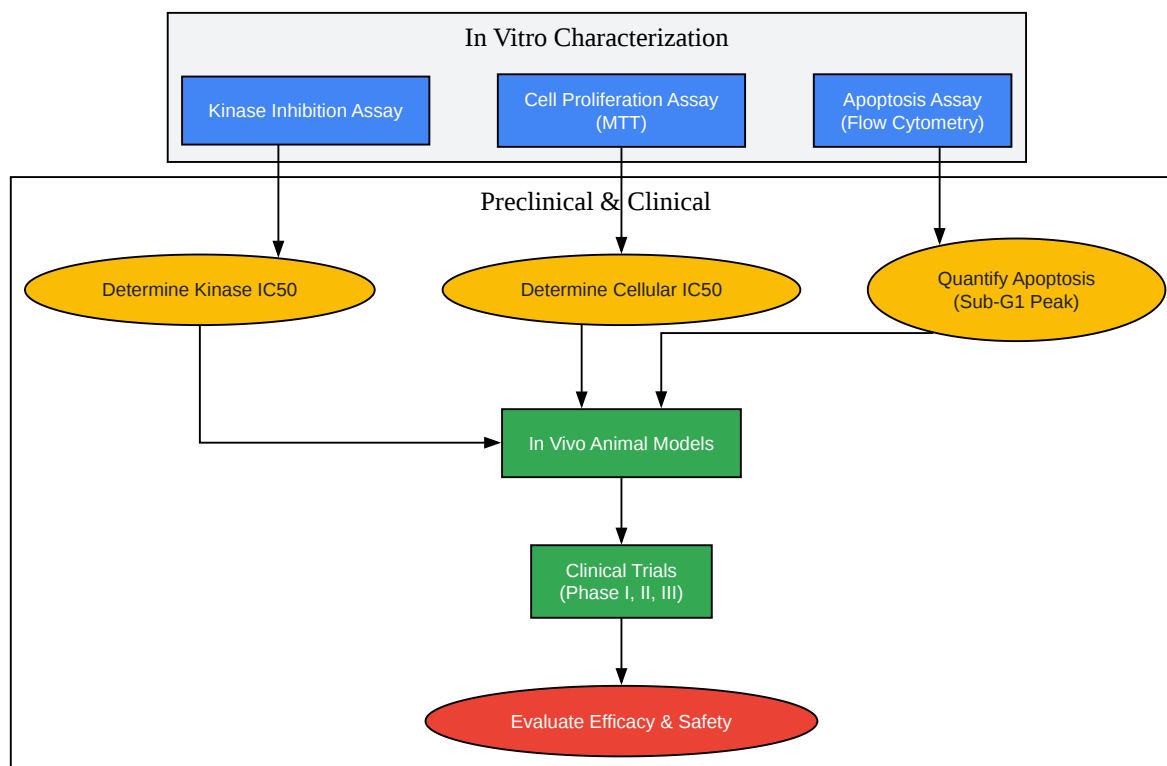 In Vitro Characterization
Kinase Inhibition Assay
Cell Proliferation Assay
(MTT)
Apoptosis Assay
(Flow Cytometry)
Preclinical & Clinical
Determine Kinase IC50
Determine Cellular IC50
Quantify Apoptosis
(Sub-G1 Peak)
In Vivo Animal Models
Clinical Trials
(Phase I, II, III)
Evaluate Efficacy & Safety